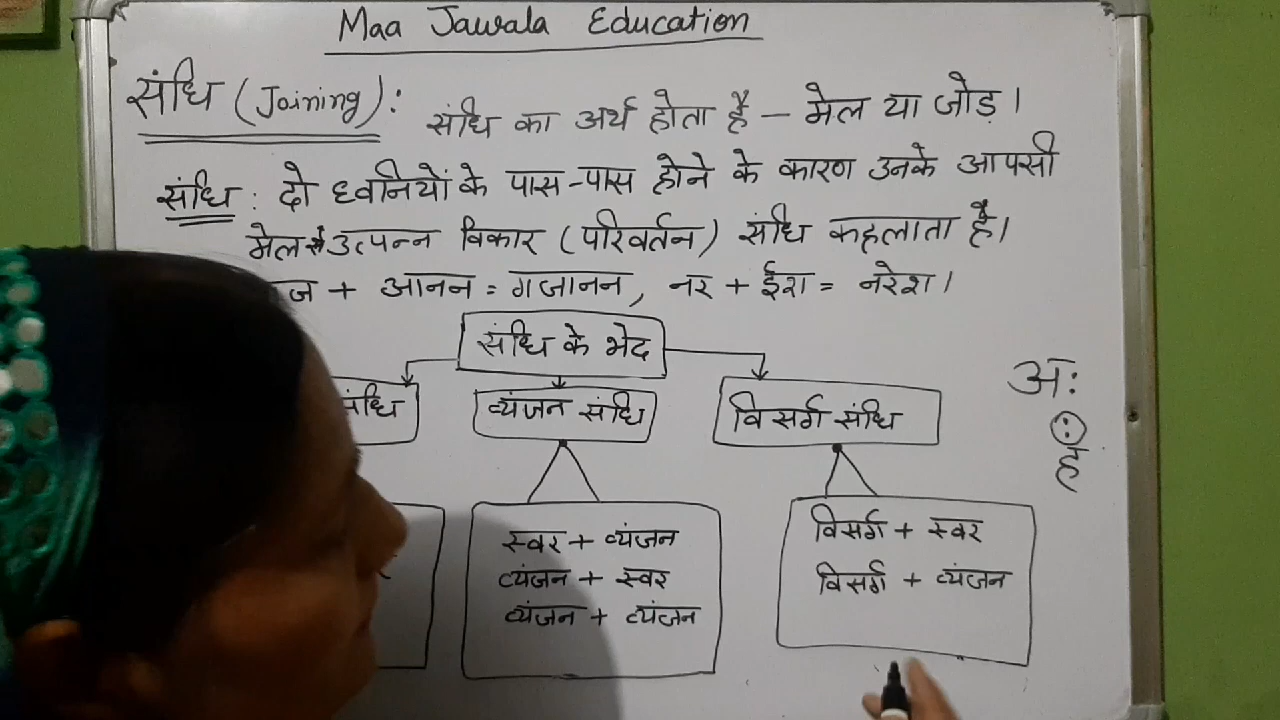 Maa Jawala Education
संधि (Joining) : संधि का अर्थ होता है – मेल या जोड़ ।
संधि : दो ध्वनियों के पास-पास होने के कारण उनके आपसी
मेल से उत्पन्न विकार (परिवर्तन) संधि कहलाता है।
ज + आनन = गजानन, नर + ईश = नरेश ।
संधि के भेद
संधि
व्यंजन संधि
विसर्ग संधि
अः
:
ह
स्वर + व्यंजन
व्यंजन + स्वर
व्यंजन + व्यंजन
विसर्ग + स्वर
विसर्ग + व्यंजन